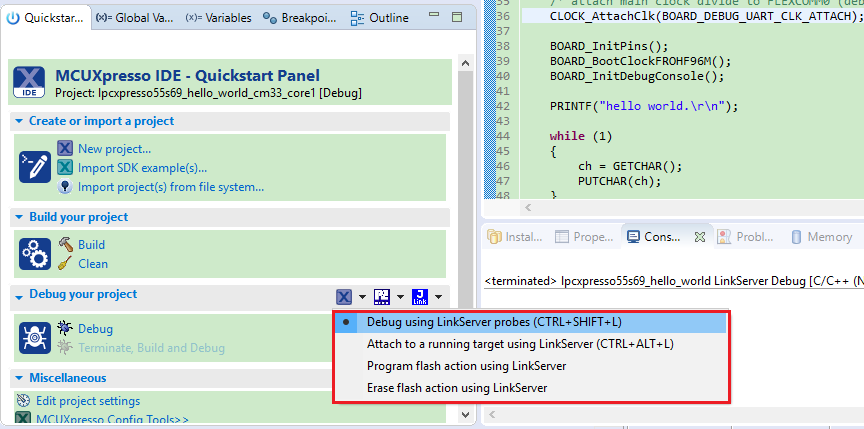 Quickstar...
(x)= Global Va...
(x)= Variables
Breakpoi...
Outline
MCUXpresso IDE - Quickstart Panel
IDE
Project: lpcxpresso55s69_hello_world_cm33_core1 [Debug]
Create or import a project
New project...
Import SDK example(s)...
Import project(s) from file system...
Build your project
Build
Clean
Debug your project
Link
Debug
Terminate, Build and Debug
Miscellaneous
Edit project settings
MCUXpresso Config Tools>>
Debug using LinkServer probes (CTRL+SHIFT+L)
Attach to a running target using LinkServer (CTRL+ALT+L)
Program flash action using LinkServer
Erase flash action using LinkServer
35 /* attach main clock divide to FLEXCOMM0 (deb
36 CLOCK_AttachClk(BOARD_DEBUG_UART_CLK_ATTACH);
37
38 BOARD_InitPins();
39 BOARD_BootClockFROHF96M();
40 BOARD_InitDebugConsole();
41
42 PRINTF("hello world.\r\n");
43
44 while (1)
45 {
46 ch = GETCHAR();
47 PUTCHAR(ch);
48 }
Instal...
Prope...
Cons...
Probl...
Memory
<terminated> lpcxpresso55s69_hello_world LinkServer Debug [C/C++ (N